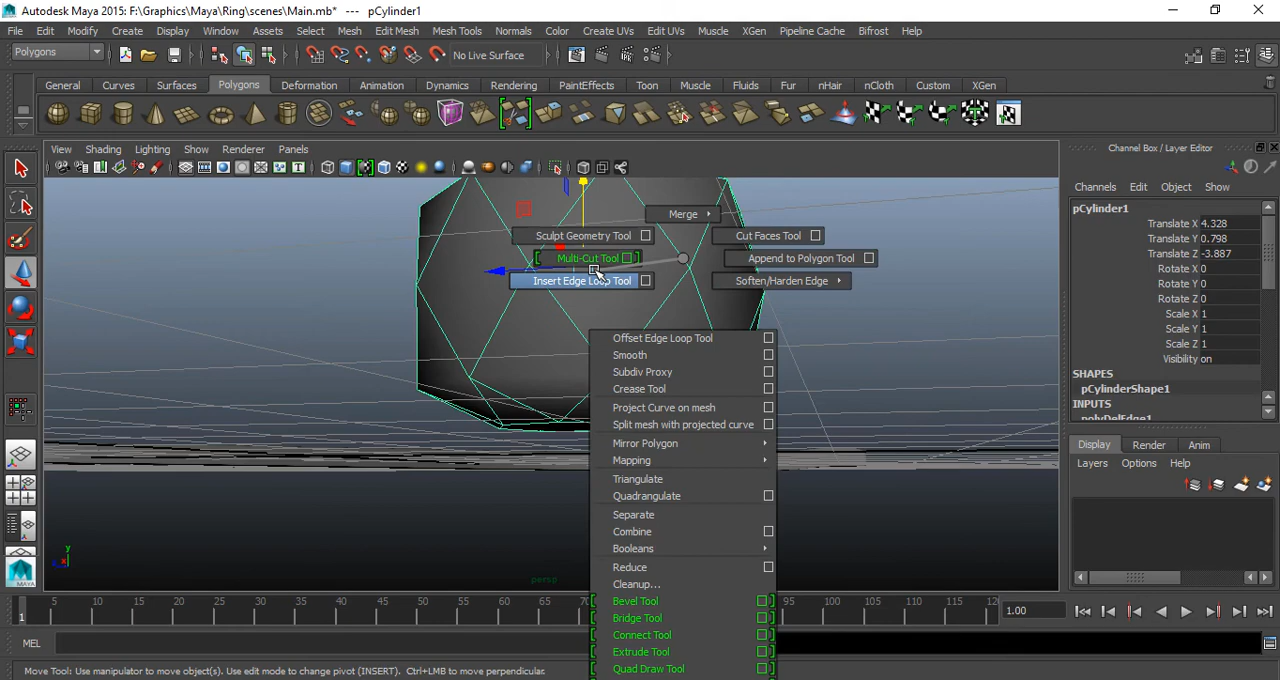 Autodesk Maya 2015: F:\Graphics\Maya\Ring\scenes\Main.mb*   ---   pCylinder1
File Edit Modify Create Display Window Assets Select Mesh Edit Mesh Mesh Tools Normals Color Create UVs Edit UVs Muscle XGen Pipeline Cache Bifrost Help
Polygons No Live Surface
General Curves Surfaces Polygons Deformation Animation Dynamics Rendering PaintEffects Toon Muscle Fluids Fur nHair nCloth Custom XGen
View Shading Lighting Show Renderer Panels
Channel Box / Layer Editor
Channels Edit Object Show
pCylinder1
Translate X 4.328
Translate Y 0.798
Translate Z -3.887
Rotate X 0
Rotate Y 0
Rotate Z 0
Scale X 1
Scale Y 1
Scale Z 1
Visibility on
SHAPES
pCylinderShape1
INPUTS
polyDelEdge1
Display Render Anim
Layers Options Help
Merge
Sculpt Geometry Tool Cut Faces Tool
Multi-Cut Tool Append to Polygon Tool
Insert Edge Loop Tool Soften/Harden Edge
Offset Edge Loop Tool
Smooth
Subdiv Proxy
Crease Tool
Project Curve on mesh
Split mesh with projected curve
Mirror Polygon
Mapping
Triangulate
Quadrangulate
Separate
Combine
Booleans
Reduce
Cleanup...
Bevel Tool
Bridge Tool
Connect Tool
Extrude Tool
Quad Draw Tool
y
persp
1 5 10 15 20 25 30 35 40 45 50 55 60 65 95 100 105 110 115 1.00
MEL
Move Tool: Use manipulator to move object(s). Use edit mode to change pivot (INSERT). Ctrl+LMB to move perpendicular.